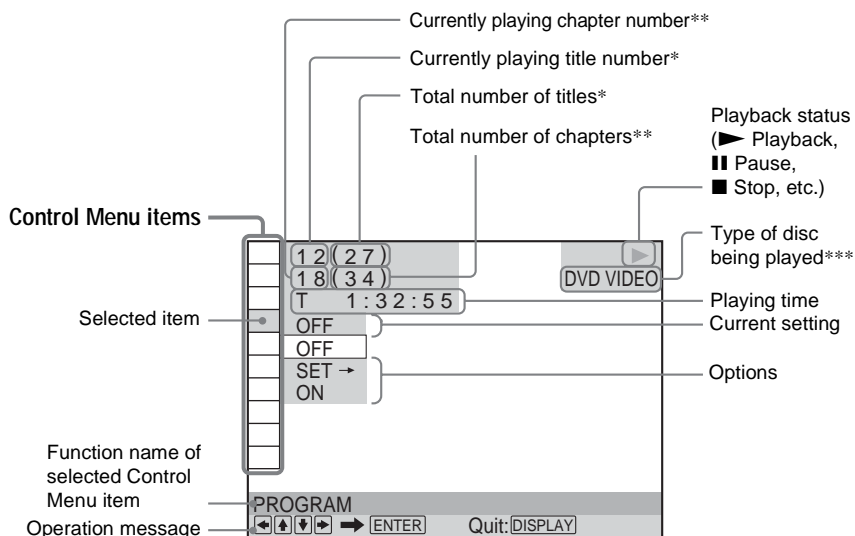 Currently playing chapter number**
Currently playing title number*
Total number of titles*
Total number of chapters**
Playback status
(► Playback,
❚❚ Pause,
■ Stop, etc.)
Control Menu items
Type of disc
being played***
12(27)
18(34)
DVD VIDEO
T 1:32:55
Playing time
Selected item
OFF
Current setting
OFF
SET →
ON
Options
Function name of
selected Control
Menu item
PROGRAM
Operation message
← ↑ ↓ → ➡ ENTER Quit: DISPLAY